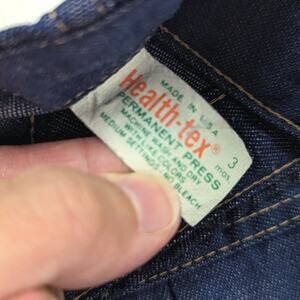 MADE IN U.S.A.
Health-tex®
PERMANENT PRESS
MACHINE WASH AND DRY
WITH LIKE COLORS
MEDIUM
SETTINGS NO BLEACH
3
mos.